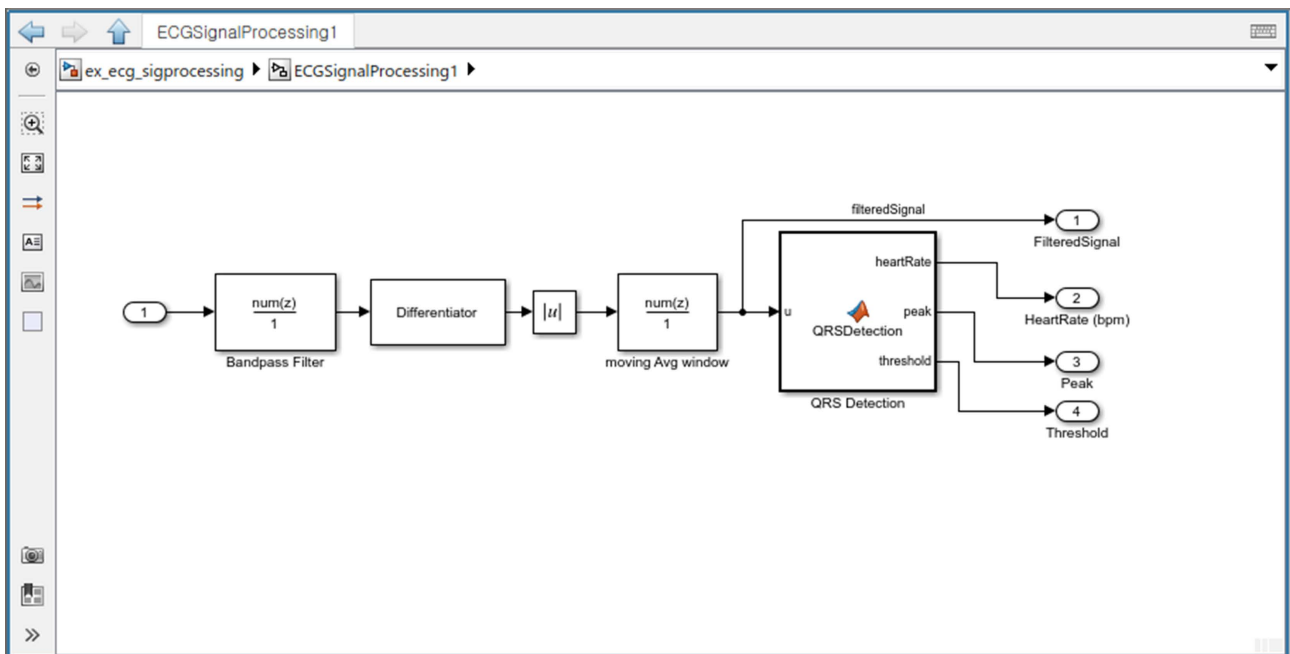 ECGSignalProcessing1
ex_ecg_sigprocessing
ECGSignalProcessing1
1
num(z)
1
Bandpass Filter
Differentiator
|u|
num(z)
1
moving Avg window
filteredSignal
u
QRSDetection
heartRate
peak
threshold
QRS Detection
1
FilteredSignal
2
HeartRate (bpm)
3
Peak
4
Threshold